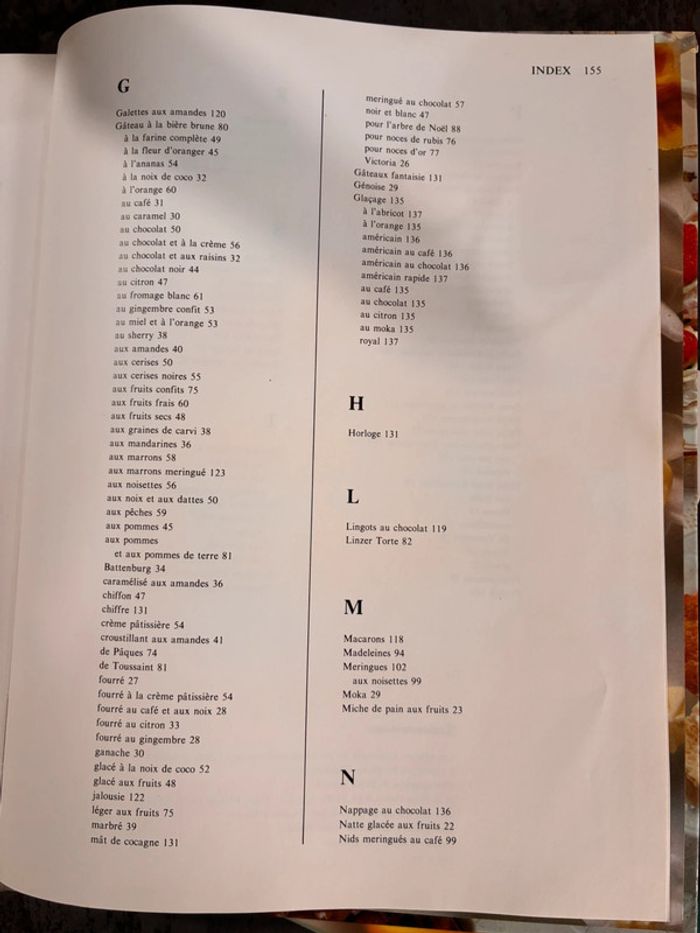 INDEX 155
G
Galettes aux amandes 120
Gâteau à la bière brune 80
à la farine complète 49
à la fleur d'oranger 45
à l'ananas 54
à la noix de coco 32
à l'orange 60
au café 31
au caramel 30
au chocolat 50
au chocolat et à la crème 56
au chocolat et aux raisins 32
au chocolat noir 44
au citron 47
au fromage blanc 61
au gingembre confit 53
au miel et à l'orange 53
au sherry 38
aux amandes 40
aux cerises 50
aux cerises noires 55
aux fruits confits 75
aux fruits frais 60
aux fruits secs 48
aux graines de carvi 38
aux mandarines 36
aux marrons 58
aux marrons meringué 123
aux noisettes 56
aux noix et aux dattes 50
aux pêches 59
aux pommes 45
aux pommes
et aux pommes de terre 81
Battenburg 34
caramélisé aux amandes 36
chiffon 47
chiffre 131
crème pâtissière 54
croustillant aux amandes 41
de Pâques 74
de Toussaint 81
fourré 27
fourré à la crème pâtissière 54
fourré au café et aux noix 28
fourré au citron 33
fourré au gingembre 28
ganache 30
glacé à la noix de coco 52
glacé aux fruits 48
jalousie 122
léger aux fruits 75
marbré 39
mât de cocagne 131
meringué au chocolat 57
noir et blanc 47
pour l'arbre de Noël 88
pour noces de rubis 76
pour noces d'or 77
Victoria 26
Gâteaux fantaisie 131
Génoise 29
Glaçage 135
à l'abricot 137
à l'orange 135
américain 136
américain au café 136
américain au chocolat 136
américain rapide 137
au café 135
au chocolat 135
au citron 135
au moka 135
royal 137
H
Horloge 131
L
Lingots au chocolat 119
Linzer Torte 82
M
Macarons 118
Madeleines 94
Meringues 102
aux noisettes 99
Moka 29
Miche de pain aux fruits 23
N
Nappage au chocolat 136
Natte glacée aux fruits 22
Nids meringués au café 99